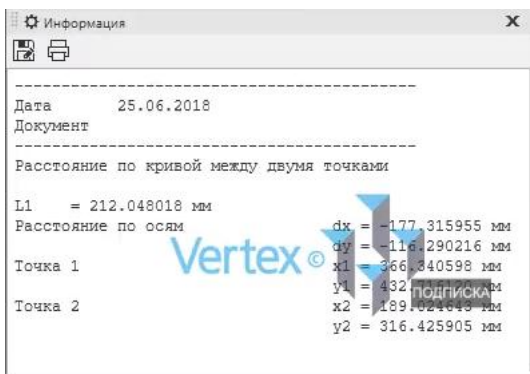 Информация
Дата 25.06.2018
Документ
Расстояние по кривой между двумя точками
L1 = 212.048018 мм
Расстояние по осям dx = -177.315955 мм
dy = -116.290216 мм
Vertex ©
Точка 1 x1 = 366.340598 мм
y1 = мм
ПОДПИСКА
Точка 2 x2 = 189.024643 мм
y2 = 316.425905 мм